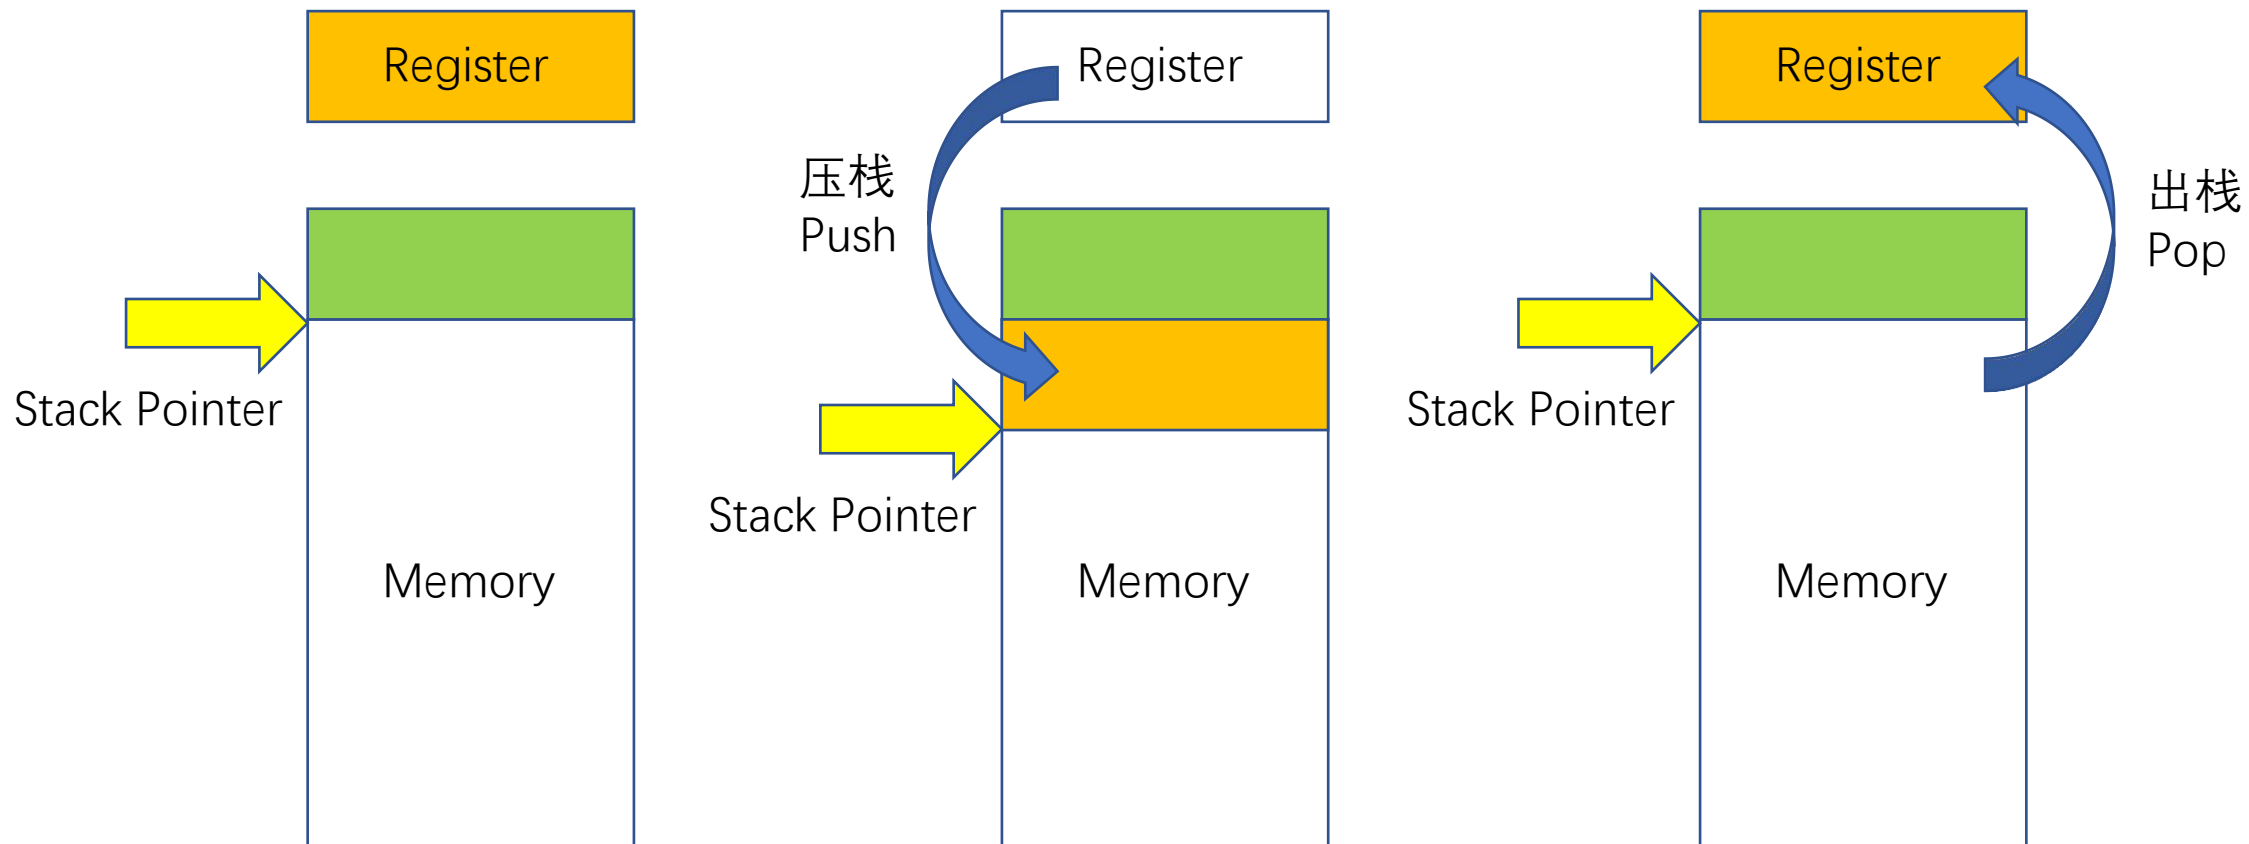 Register
Stack Pointer
Memory
Register
压栈
Push
Stack Pointer
Memory
Register
出栈
Pop
Stack Pointer
Memory